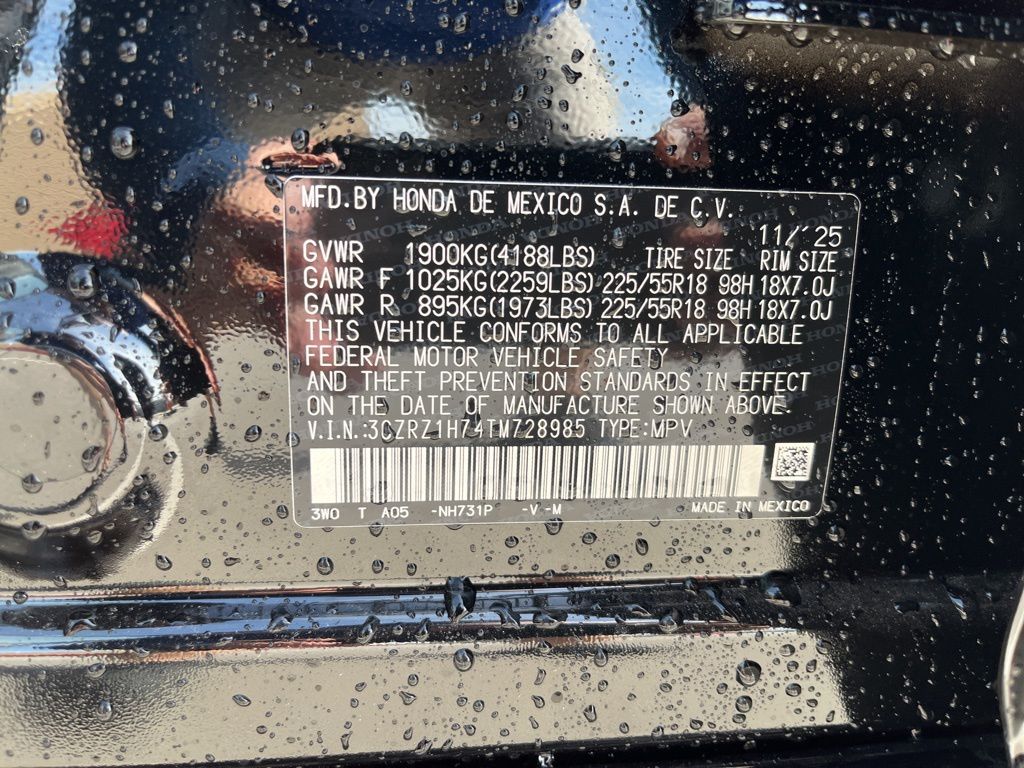 MFD.BY HONDA DE MEXICO S.A. DE C.V.
11/'25
GVWR 1900KG(4188LBS) TIRE SIZE RIM SIZE
GAWR F 1025KG(2259LBS) 225/55R18 98H 18X7.0J
GAWR R 895KG(1973LBS) 225/55R18 98H 18X7.0J
THIS VEHICLE CONFORMS TO ALL APPLICABLE
FEDERAL MOTOR VEHICLE SAFETY
AND THEFT PREVENTION STANDARDS IN EFFECT
ON THE DATE OF MANUFACTURE SHOWN ABOVE.
V.I.N.:3CZRZ1H74TM728985 TYPE:MPV
3W0 T A05 -NH731P -V -M MADE IN MEXICO